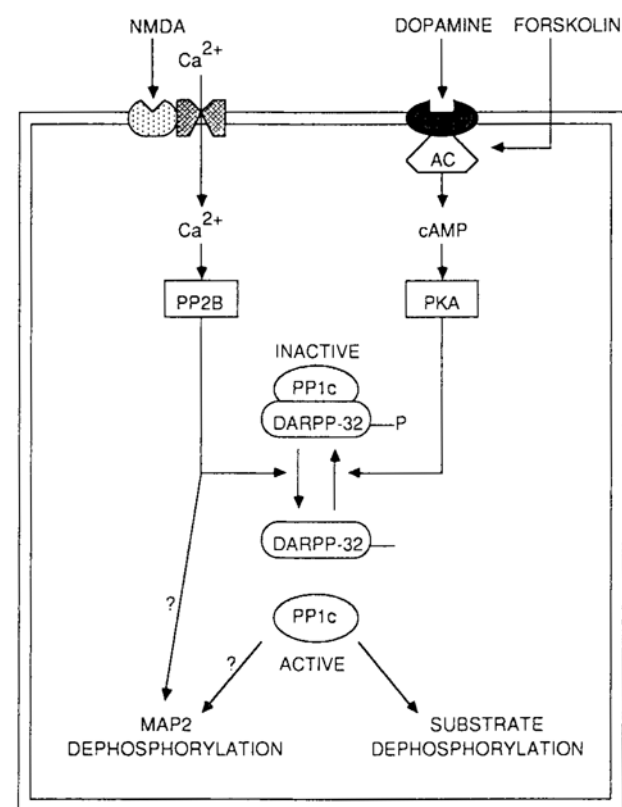 NMDA
Ca2+
DOPAMINE FORSKOLIN
AC
Ca2+
cAMP
PP2B
PKA
INACTIVE
PP1c
DARPP-32 P
DARPP-32
?
PP1c
?
ACTIVE
MAP2
DEPHOSPHORYLATION
SUBSTRATE
DEPHOSPHORYLATION